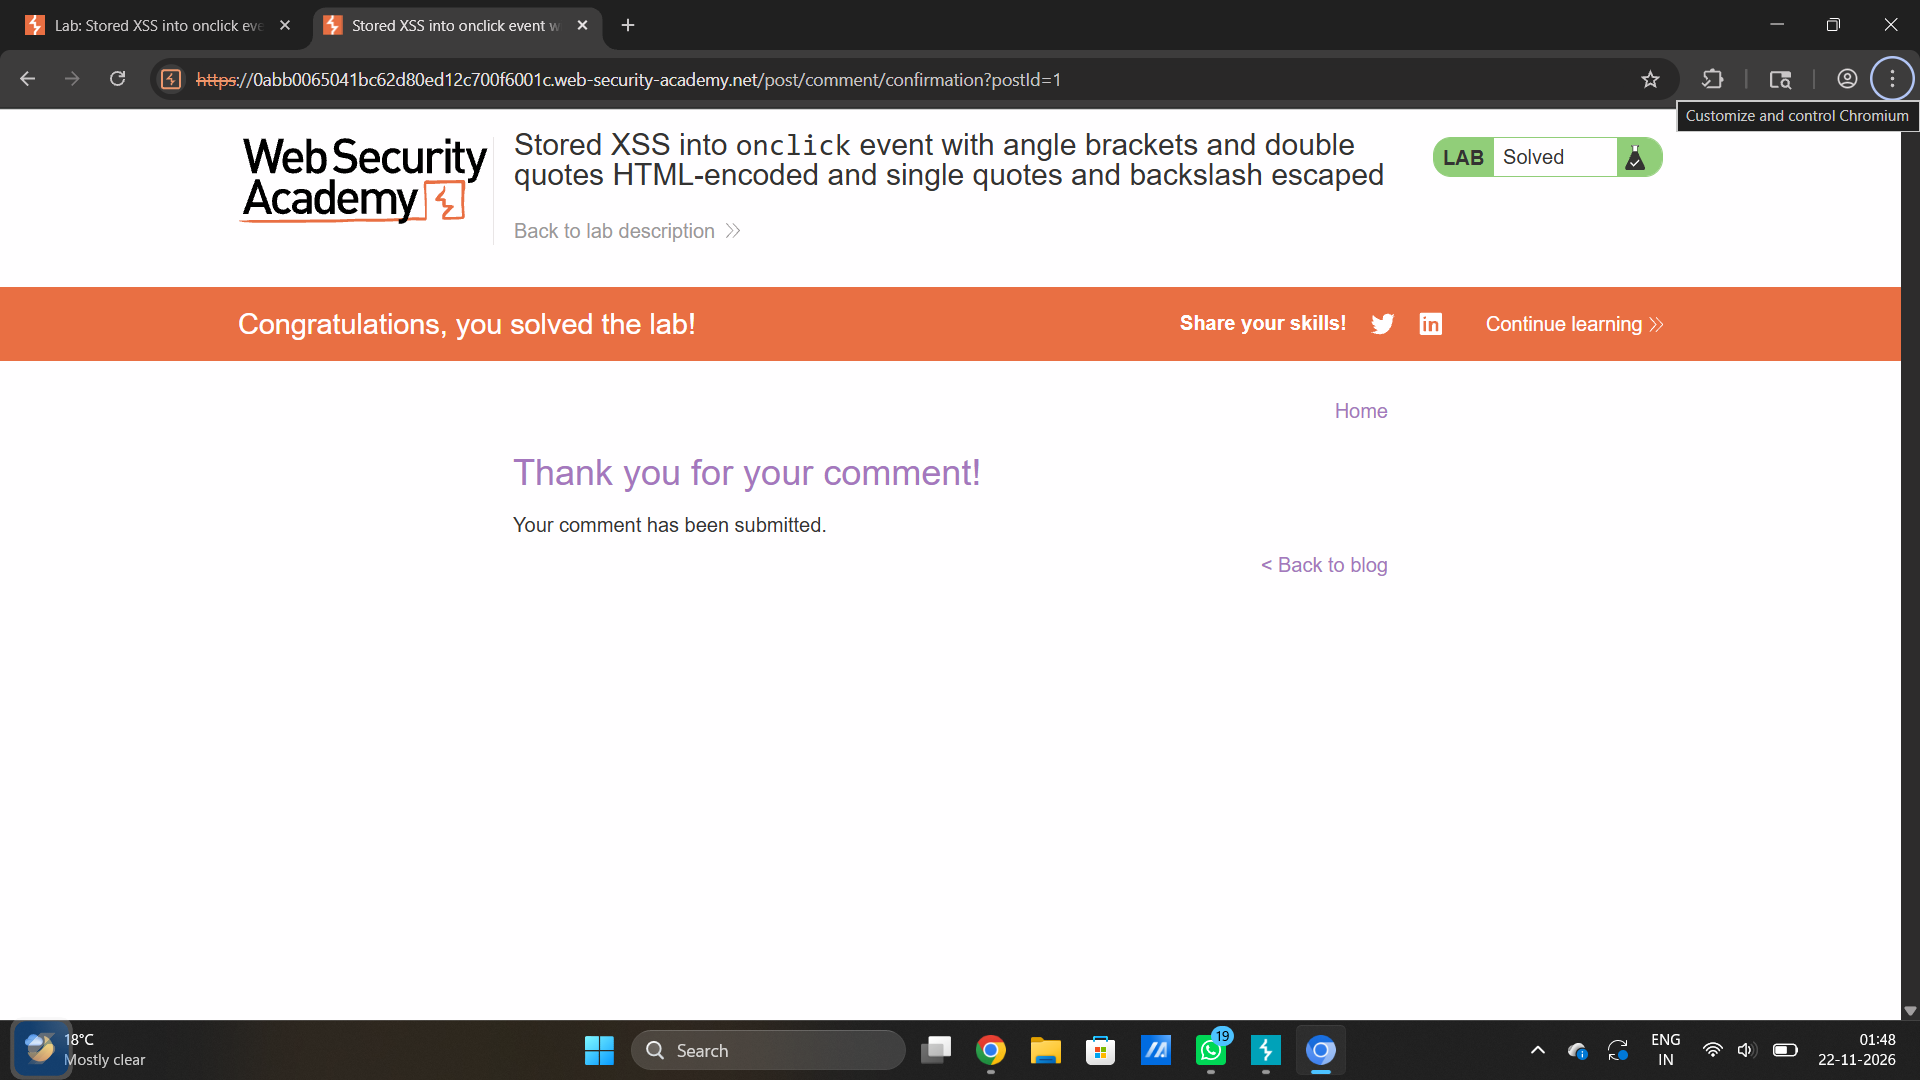 Lab: Stored XSS into onclick eve
Stored XSS into onclick event w
https://0abb0065041bc62d80ed12c700f6001c.web-security-academy.net/post/comment/confirmation?postId=1
Customize and control Chromium
Web Security
Academy
Stored XSS into onclick event with angle brackets and double
quotes HTML-encoded and single quotes and backslash escaped
Back to lab description
LAB Solved
Congratulations, you solved the lab!
Share your skills!
Continue learning
Home
Thank you for your comment!
Your comment has been submitted.
< Back to blog
18°C
Mostly clear
Search
19
ENG
IN
01:48
22-11-2026